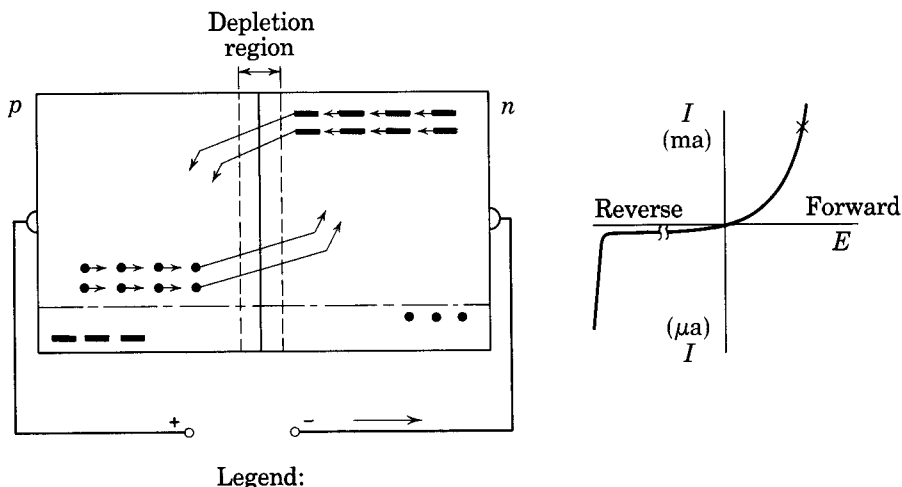 Depletion
region
p
n
+
−
Legend:
I
(ma)
Reverse
Forward
E
(μa)
I